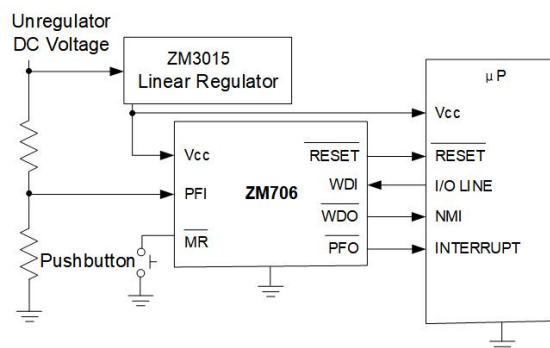 Unregulator
DC Voltage
ZM3015
Linear Regulator
μP
Vcc
RESET
I/O LINE
NMI
INTERRUPT
Vcc
PFI
MR
ZM706
RESET
WDI
WDO
PFO
Pushbutton